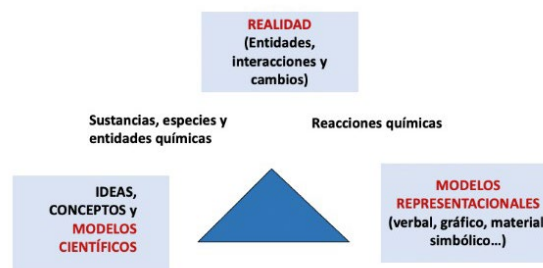 REALIDAD
(Entidades,
interacciones y
cambios)
Sustancias, especies y
entidades químicas
Reacciones químicas
IDEAS,
CONCEPTOS y
MODELOS
CIENTÍFICOS
MODELOS
REPRESENTACIONALES
(verbal, gráfico, material
simbólico...)